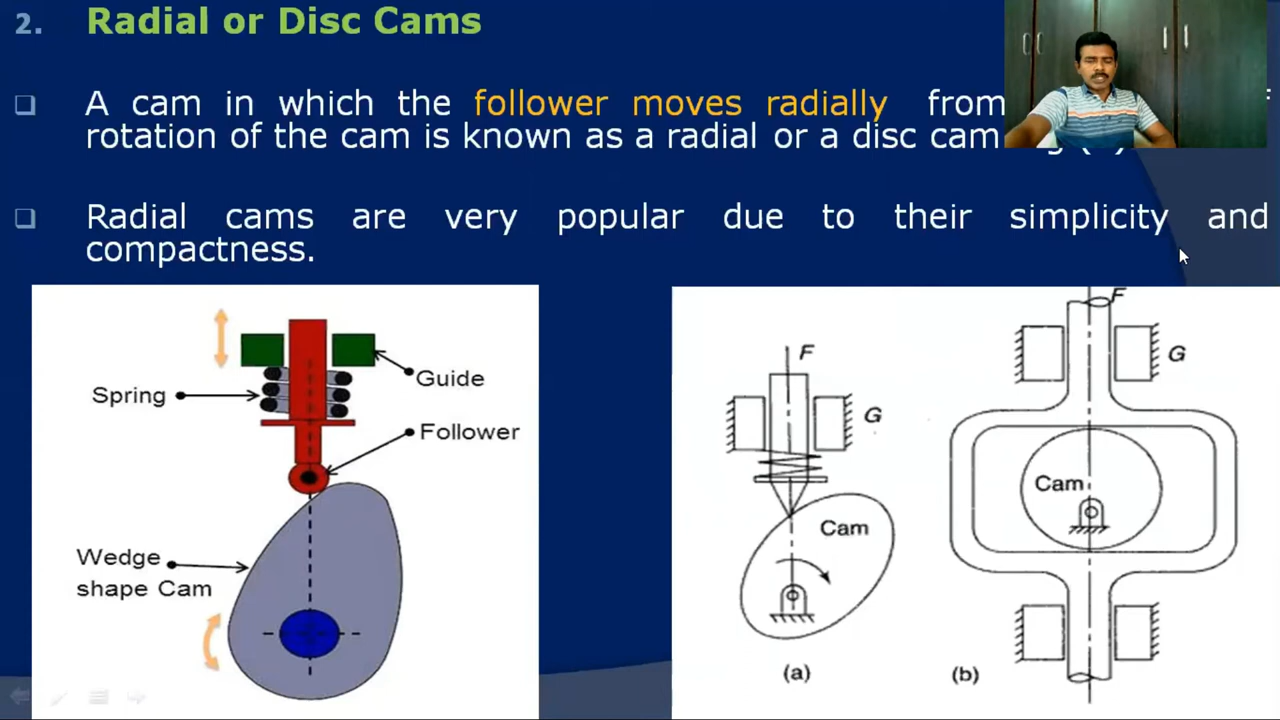 2. Radial or Disc Cams
A cam in which the follower moves radially from
rotation of the cam is known as a radial or a disc cam
Radial cams are very popular due to their simplicity and
compactness.
Spring
Guide
Follower
Wedge
shape Cam
F
G
Cam
(a)
F
G
Cam
(b)